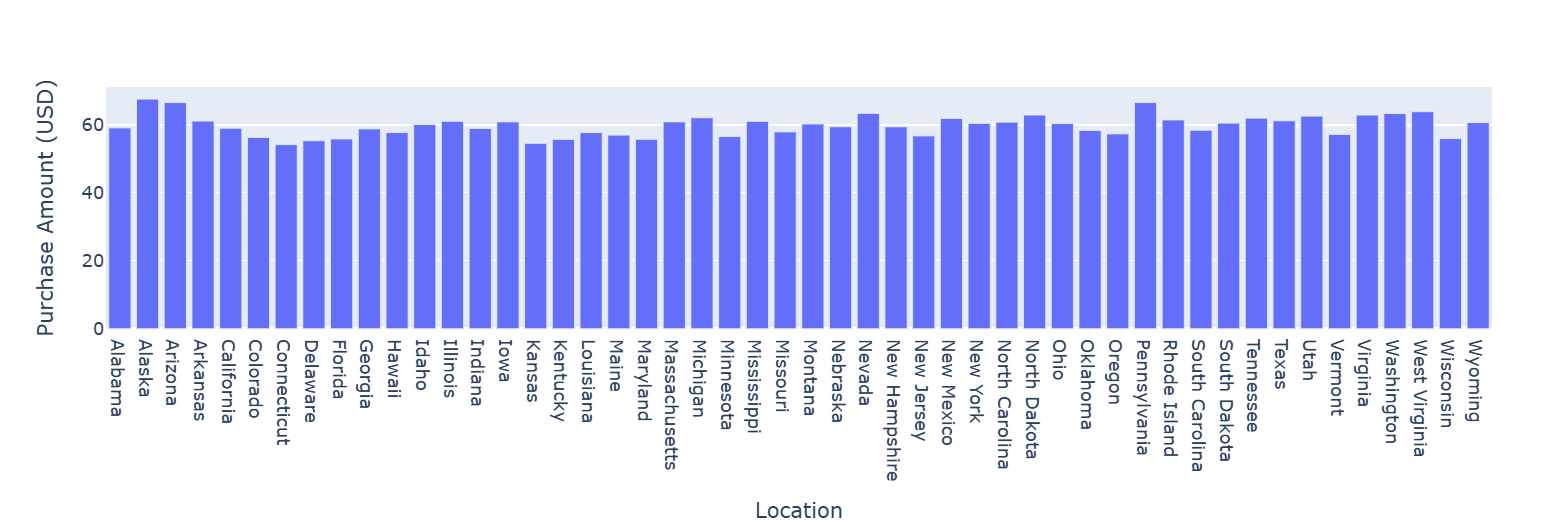 Purchase Amount (USD)
60
40
20
0
Alabama
Alaska
Arizona
Arkansas
California
Colorado
Connecticut
Delaware
Florida
Georgia
Hawaii
Idaho
Illinois
Indiana
Iowa
Kansas
Kentucky
Louisiana
Maine
Maryland
Massachusetts
Michigan
Minnesota
Mississippi
Missouri
Montana
Nebraska
Nevada
New Hampshire
New Jersey
New Mexico
New York
North Carolina
North Dakota
Ohio
Oklahoma
Oregon
Pennsylvania
Rhode Island
South Carolina
South Dakota
Tennessee
Texas
Utah
Vermont
Virginia
Washington
West Virginia
Wisconsin
Wyoming
Location